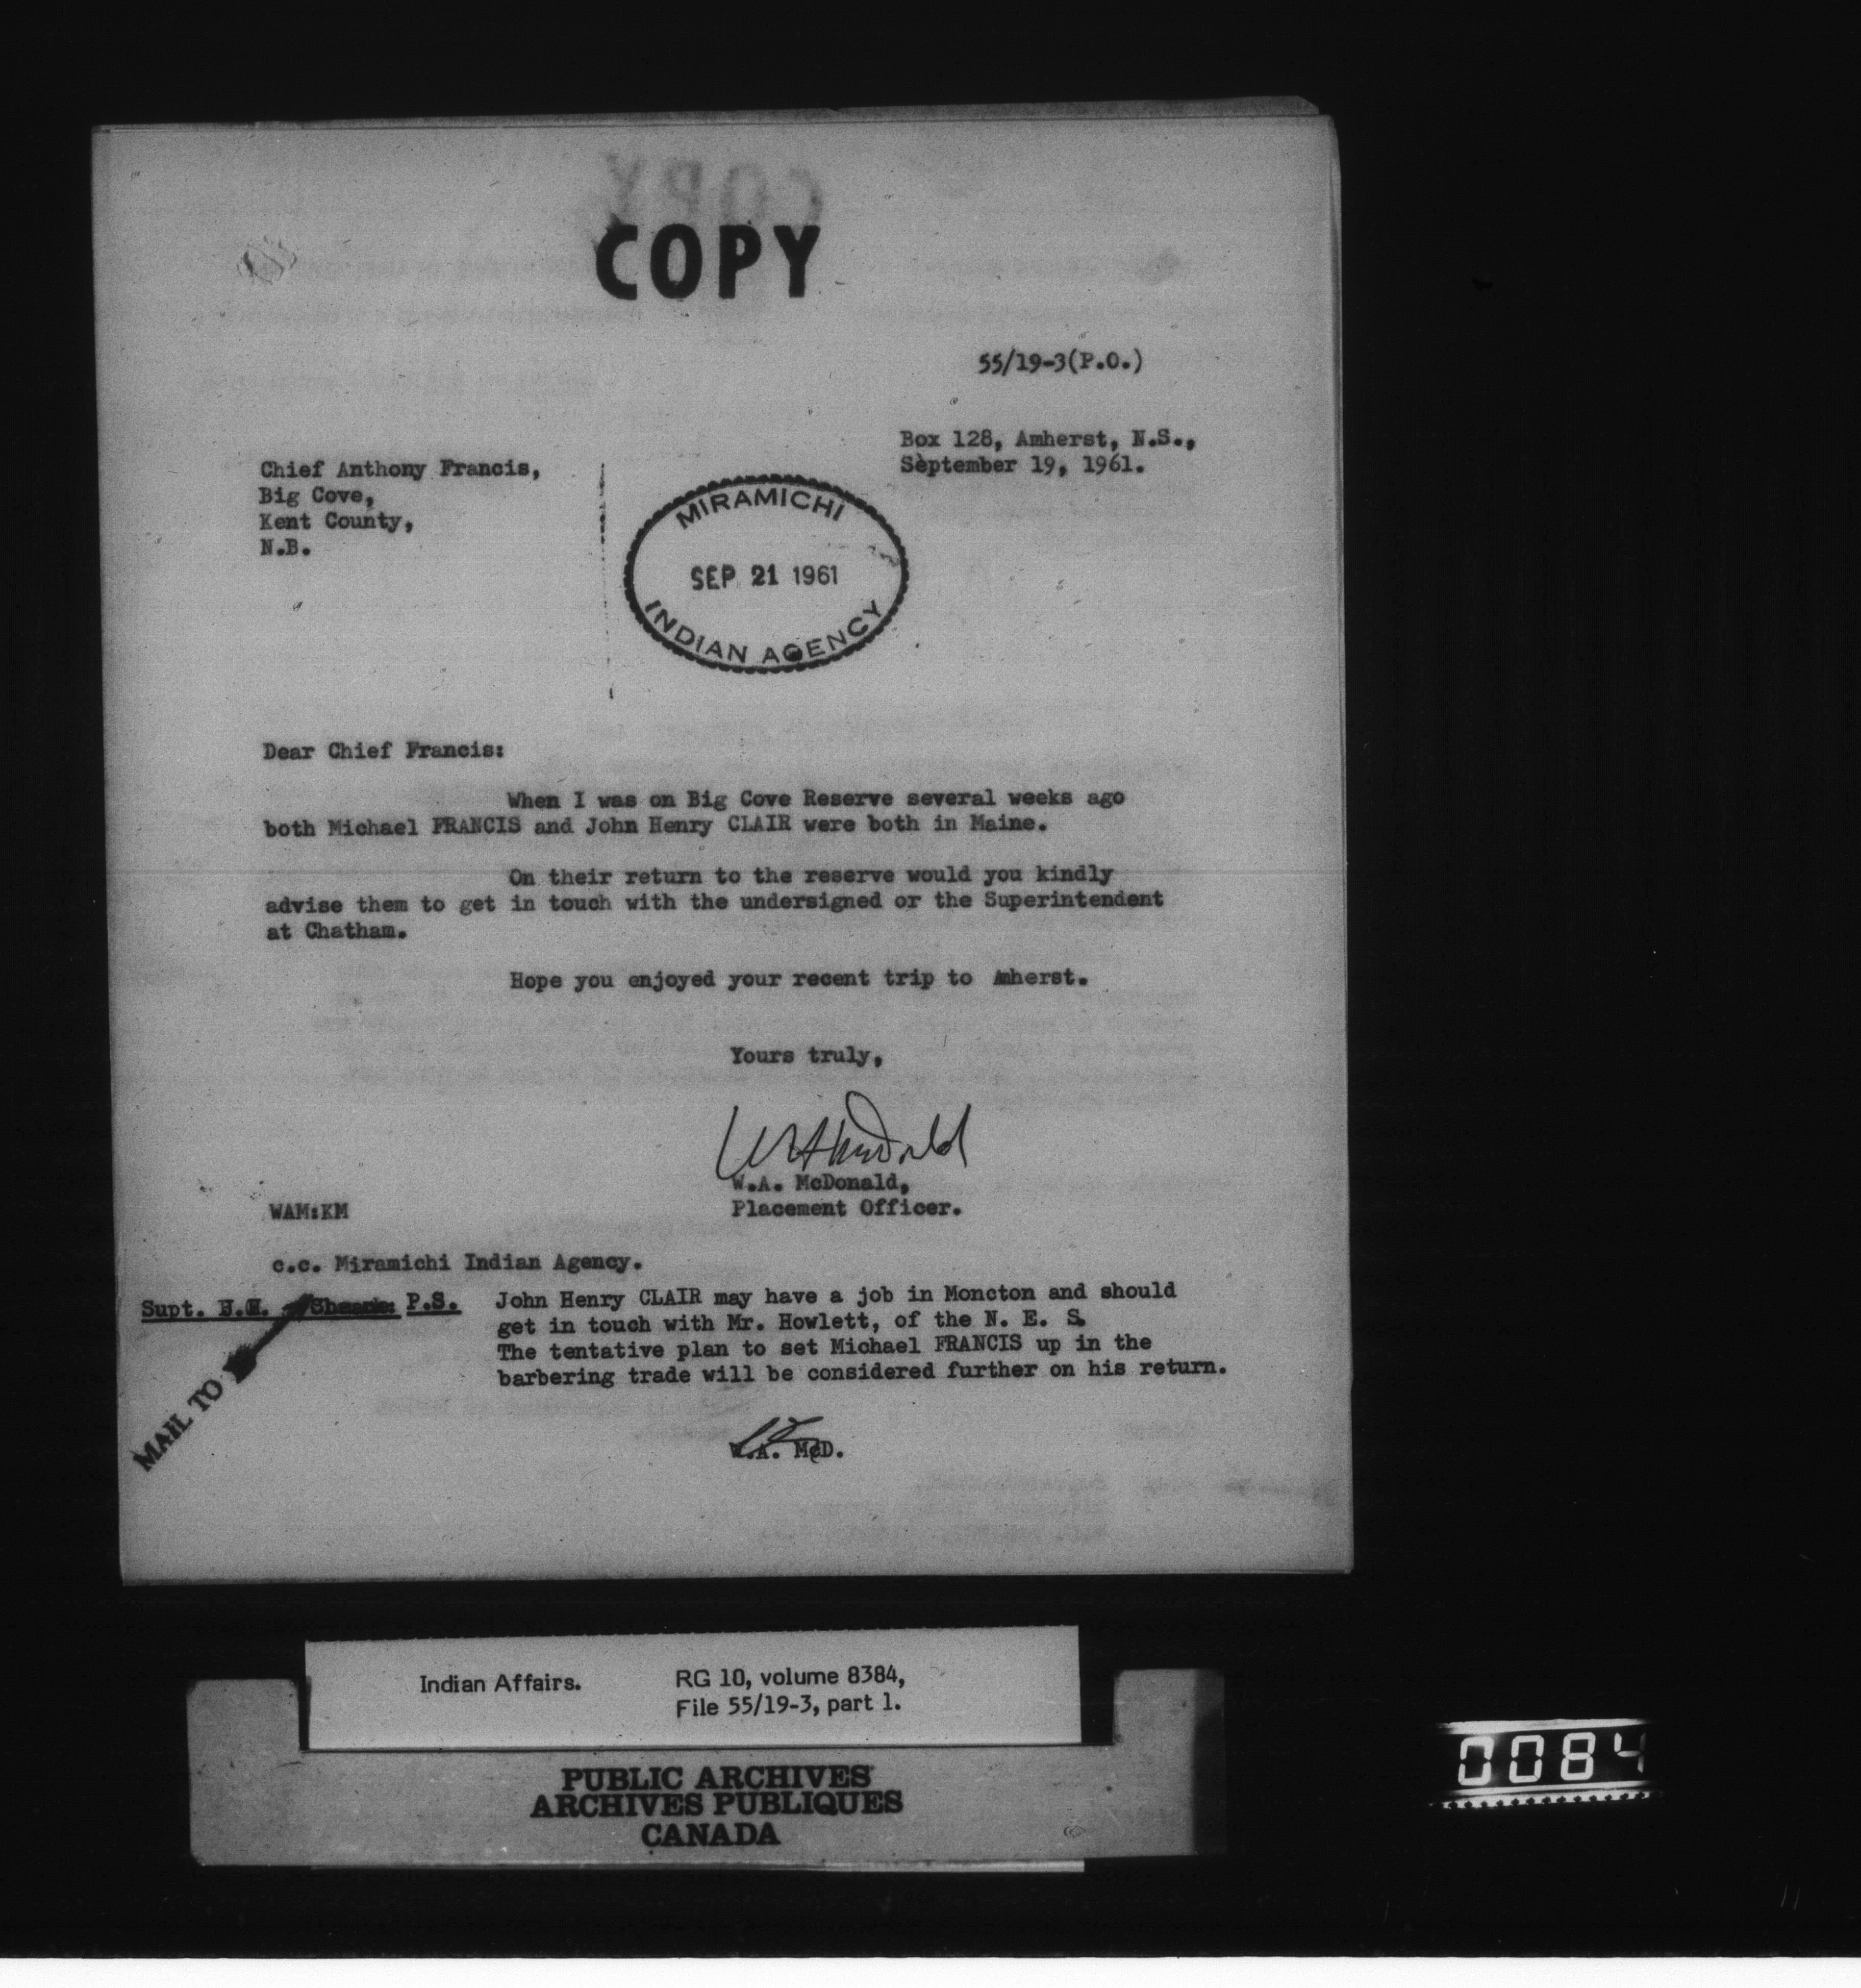 COPY
COPY
55/19-3(P.O.)
Box 128, Amherst, N.S.,
September 19, 1961.
Chief Anthony Francis,
Big Cove,
Kent County,
N.B.
MIRAMICHI
SEP 21 1961
INDIAN AGENCY
Dear Chief Francis:
When I was on Big Cove Reserve several weeks ago
both Michael FRANCIS and John Henry CLAIR were both in Maine.
On their return to the reserve would you kindly
advise them to get in touch with the undersigned or the Superintendent
at Chatham.
Hope you enjoyed your recent trip to Amherst.
Yours truly,
WAMcDonald
W.A. McDonald,
Placement Officer.
WAM:KM
c.c. Miramichi Indian Agency.
Supt. P.S. John Henry CLAIR may have a job in Moncton and should
get in touch with Mr. Howlett, of the N. E. S.
The tentative plan to set Michael FRANCIS up in the
barbering trade will be considered further on his return.
MAIL TO
W.A. McD.
Indian Affairs. RG 10, volume 8384,
File 55/19-3, part 1.
PUBLIC ARCHIVES
ARCHIVES PUBLIQUES
CANADA
0084